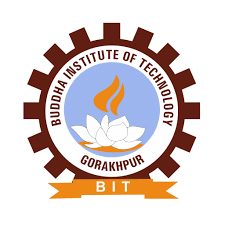 BUDDHA INSTITUTE OF TECHNOLOGY
GORAKHPUR
BIT